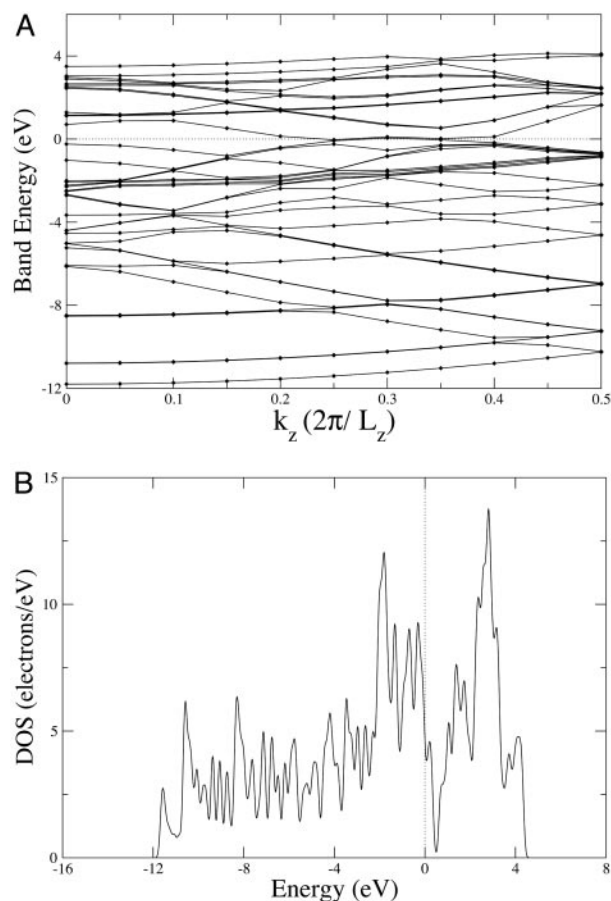 A
4
0
-4
-8
-12
Band Energy (eV)
0 0.1 0.2 0.3 0.4 0.5
k_z (2π/ L_z)
B
15
10
5
0
DOS (electrons/eV)
-16 -12 -8 -4 0 4 8
Energy (eV)